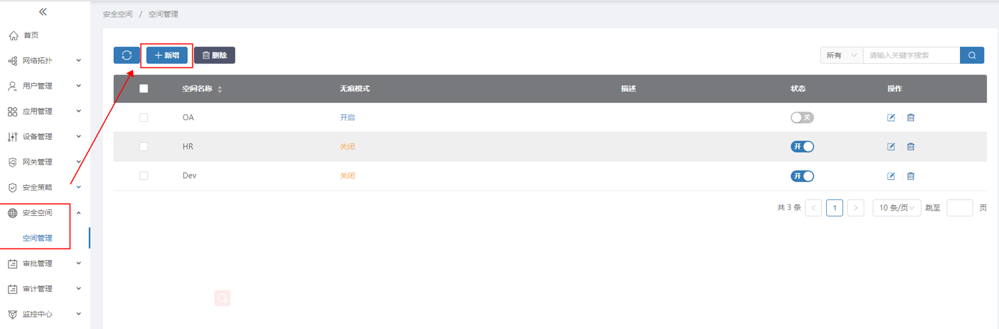 安全空间 / 空间管理
首页
网络拓扑
用户管理
应用管理
设备管理
网关管理
安全策略
安全空间
空间管理
审批管理
审计管理
监控中心
新增 删除
所有 请输入关键字搜索
空间名称 无痕模式 描述 状态 操作
OA 开启 关
HR 关闭 开
Dev 关闭 开
共 3 条 < 1 > 10 条/页 跳至 页